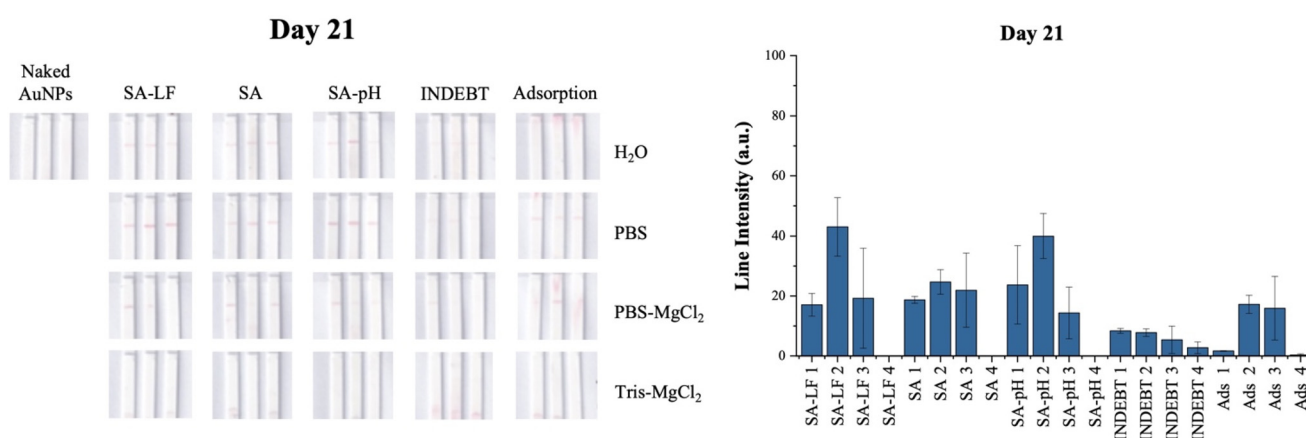 Day 21
Naked
AuNPs
SA-LF
SA
SA-pH
INDEBT
Adsorption
H₂O
PBS
PBS-MgCl₂
Tris-MgCl₂
Day 21
Line Intensity (a.u.)
100
80
60
40
20
0
SA-LF 1
SA-LF 2
SA-LF 3
SA-LF 4
SA 1
SA 2
SA 3
SA 4
SA-pH 1
SA-pH 2
SA-pH 3
SA-pH 4
INDEBT 1
INDEBT 2
INDEBT 3
INDEBT 4
Ads 1
Ads 2
Ads 3
Ads 4